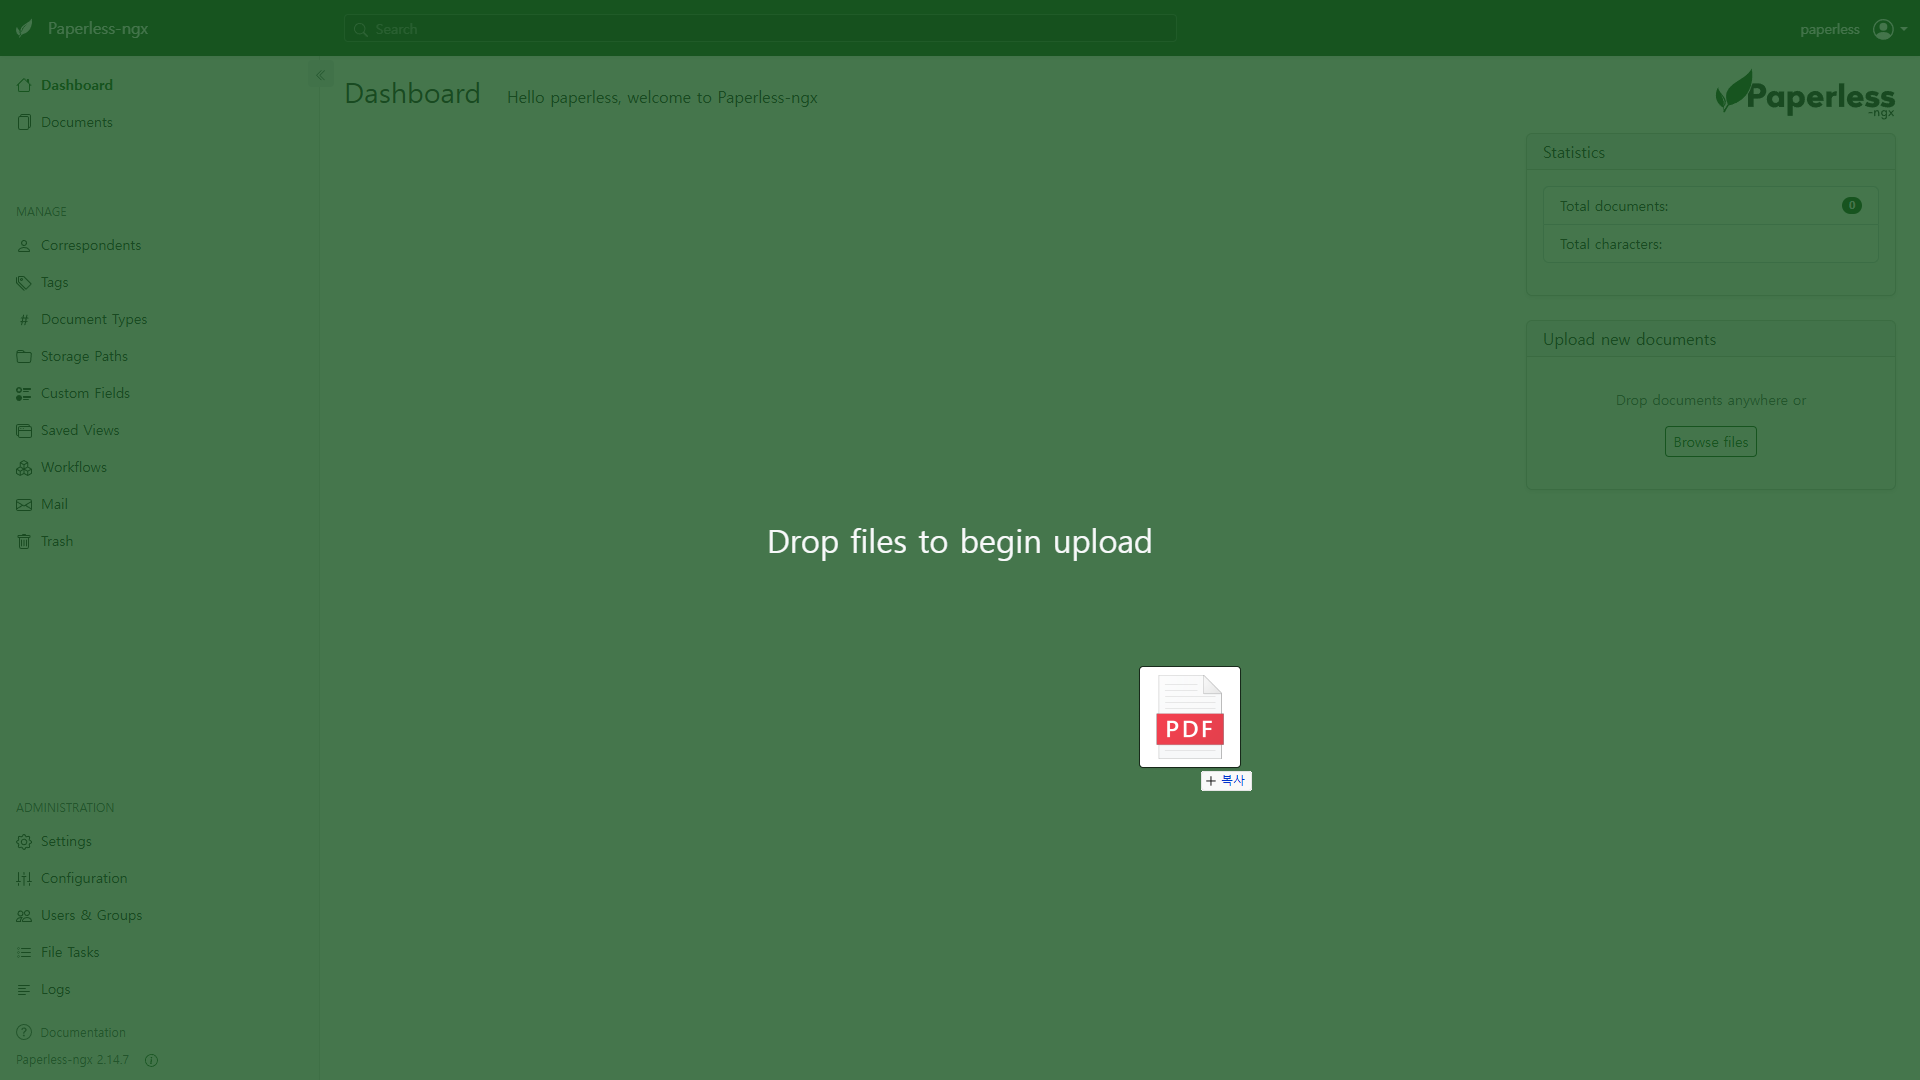 Paperless-ngx
Search
paperless
Dashboard
Documents
MANAGE
Correspondents
Tags
# Document Types
Storage Paths
Custom Fields
Saved Views
Workflows
Mail
Trash
ADMINISTRATION
Settings
Configuration
Users & Groups
File Tasks
Logs
Documentation
Paperless-ngx 2.14.7
Dashboard Hello paperless, welcome to Paperless-ngx
Paperless
-ngx
Statistics
Total documents: 0
Total characters:
Upload new documents
Drop documents anywhere or
Browse files
Drop files to begin upload
PDF
+ 복사